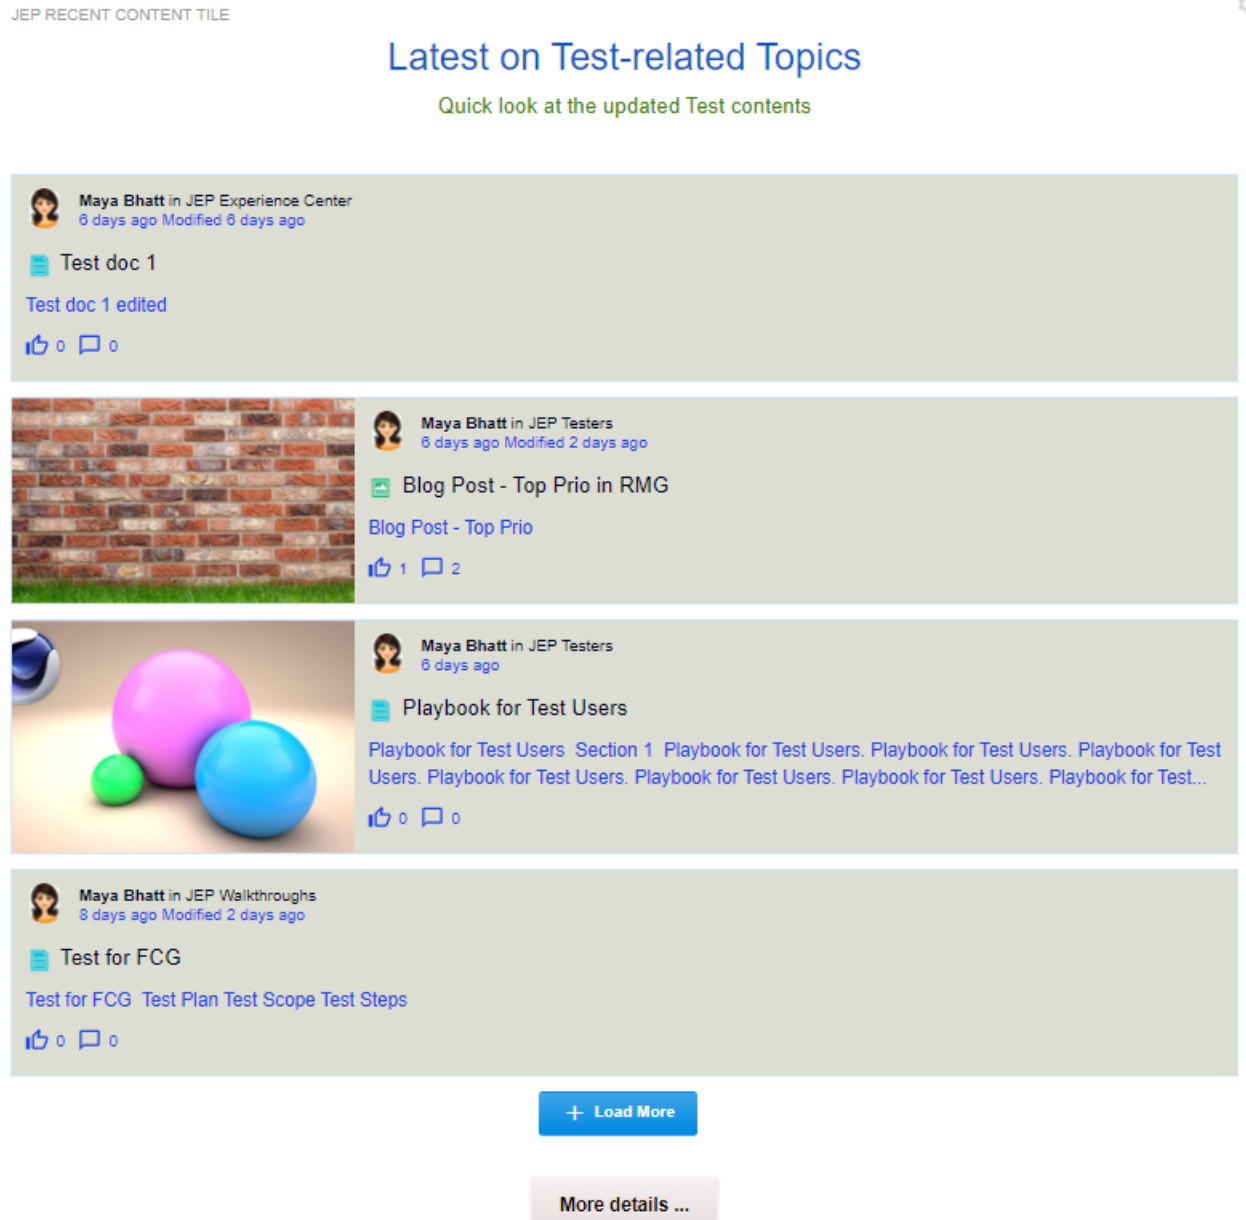 JEP RECENT CONTENT TILE
Latest on Test-related Topics
Quick look at the updated Test contents
Maya Bhatt in JEP Experience Center
6 days ago Modified 6 days ago
Test doc 1
Test doc 1 edited
0 0
Maya Bhatt in JEP Testers
6 days ago Modified 2 days ago
Blog Post - Top Prio in RMG
Blog Post - Top Prio
1 2
Maya Bhatt in JEP Testers
6 days ago
Playbook for Test Users
Playbook for Test Users Section 1 Playbook for Test Users. Playbook for Test Users. Playbook for Test
Users. Playbook for Test Users. Playbook for Test Users. Playbook for Test Users. Playbook for Test...
0 0
Maya Bhatt in JEP Walkthroughs
8 days ago Modified 2 days ago
Test for FCG
Test for FCG Test Plan Test Scope Test Steps
0 0
+ Load More
More details ...